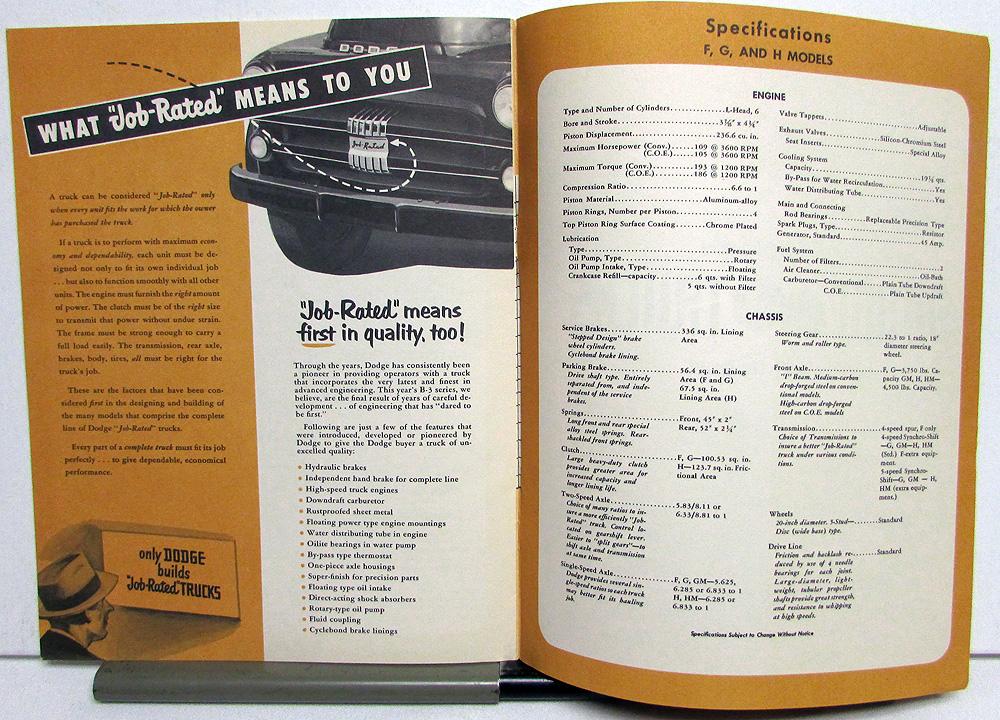 WHAT "Job-Rated" MEANS TO YOU
DODGE
Job-Rated
A truck can be considered "Job-Rated" only
when every unit fits the work for which the owner
has purchased the truck.
If a truck is to perform with maximum econ-
omy and dependability, each unit must be de-
signed not only to fit its own individual job
. . . but also to function smoothly with all other
units. The engine must furnish the right amount
of power. The clutch must be of the right size
to transmit that power without undue strain.
The frame must be strong enough to carry a
full load easily. The transmission, rear axle,
brakes, body, tires, all must be right for the
truck's job.
These are the factors that have been con-
sidered first in the designing and building of
the many models that comprise the complete
line of Dodge "Job-Rated" trucks.
Every part of a complete truck must fit its job
perfectly . . . to give dependable, economical
performance.
only DODGE
builds
"Job-Rated" TRUCKS
"Job-Rated" means
first in quality, too!
Through the years, Dodge has consistently been
a pioneer in providing operators with a truck
that incorporates the very latest and finest in
advanced engineering. This year's B-3 series, we
believe, are the final result of years of careful de-
velopment . . . of engineering that has "dared to
be first."
Following are just a few of the features that
were introduced, developed or pioneered by
Dodge to give the Dodge buyer a truck of un-
excelled quality:
• Hydraulic brakes
• Independent hand brake for complete line
• High-speed truck engines
• Downdraft carburetor
• Rustproofed sheet metal
• Floating power type engine mountings
• Water distributing tube in engine
• Oilite bearings in water pump
• By-pass type thermostat
• One-piece axle housings
• Super-finish for precision parts
• Floating type oil intake
• Direct-acting shock absorbers
• Rotary-type oil pump
• Fluid coupling
• Cyclebond brake linings
Specifications
F, G, AND H MODELS
ENGINE
Type and Number of Cylinders..........L-Head, 6
Bore and Stroke..........3 7/16" x 4 1/4"
Piston Displacement..........236.6 cu. in.
Maximum Horsepower (Conv.)....109 @ 3600 RPM
(C.O.E.)....105 @ 3600 RPM
Maximum Torque (Conv.)....193 @ 1200 RPM
(C.O.E.)....186 @ 1200 RPM
Compression Ratio..........6.6 to 1
Piston Material..........Aluminum-alloy
Piston Rings, Number per Piston..........4
Top Piston Ring Surface Coating......Chrome Plated
Lubrication
Type..........Pressure
Oil Pump, Type..........Rotary
Oil Pump Intake, Type..........Floating
Crankcase Refill—capacity..........6 qts. with Filter
5 qts. without Filter
Valve Tappets..........Adjustable
Exhaust Valves..........Silicon-Chromium Steel
Seat Inserts..........Special Alloy
Cooling System
Capacity..........19¼ qts.
By-Pass for Water Recirculation..........Yes
Water Distributing Tube..........Yes
Main and Connecting
Rod Bearings....Replaceable Precision Type
Spark Plugs, Type..........Resistor
Generator, Standard..........45 Amp.
Fuel System
Number of Filters..........2
Air Cleaner..........Oil-Bath
Carburetor—Conventional......Plain Tube Downdraft
C.O.E......Plain Tube Updraft
CHASSIS
Service Brakes..........336 sq. in. Lining
"Stepped Design" brake Area
wheel cylinders.
Cyclebond brake lining.
Parking Brake..........56.4 sq. in. Lining
Drive shaft type. Entirely Area (F and G)
separated from, and inde- 67.5 sq. in.
pendent of the service Lining Area (H)
brakes.
Springs..........Front, 45" x 2"
Long front and rear special Rear, 52" x 2¼"
alloy steel springs. Rear-
shackled front springs.
Clutch..........F, G—100.53 sq. in.
Large heavy-duty clutch H—123.7 sq. in. Fric-
provides greater area for tional Area
increased capacity and
longer lining life.
Two-Speed Axle..........5.83/8.11 or
Choice of many ratios to in- 6.33/8.81 to 1
sure a more efficiently "Job-
Rated" truck. Control lo-
cated on gearshift lever.
Easier to "split gears"—to
shift axle and transmission
at same time.
Single-Speed Axle..........F, G, GM—5.625,
Dodge provides several sin- 6.285 or 6.833 to 1
gle-speed ratios to each truck H, HM—6.285 or
may better fit its hauling 6.833 to 1
job.
Steering Gear..........22.3 to 1 ratio, 18"
Worm and roller type. diameter steering
wheel.
Front Axle..........F, G—3,750 lbs. Ca-
"I" Beam. Medium-carbon pacity GM, H, HM—
drop-forged steel on conven- 4,500 lbs. Capacity.
tional models.
High-carbon drop-forged
steel on C.O.E. models
Transmission..........4-speed spur, F only
Choice of Transmissions to 4-speed Synchro-Shift
insure a better "Job-Rated" —G, GM—H, HM
truck under various condi- (Std.) F-extra equip-
tions. ment.
5-speed Synchro-
Shift—G, GM — H,
HM (extra equip-
ment.)
Wheels
20-inch diameter. 5-Stud—..........Standard
Disc (wide base) type.
Drive Line
Friction and backlash re-..........Standard
duced by use of a needle
bearings for each joint.
Large-diameter, light-
weight, tubular propeller
shafts provide great strength,
and resistance to whipping
at high speeds.
Specifications Subject to Change Without Notice